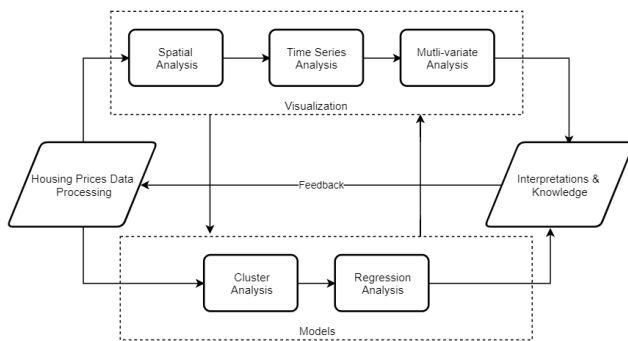 Spatial
Analysis
Time Series
Analysis
Mutli-variate
Analysis
Visualization
Housing Prices Data
Processing
Feedback
Interpretations &
Knowledge
Cluster
Analysis
Regression
Analysis
Models